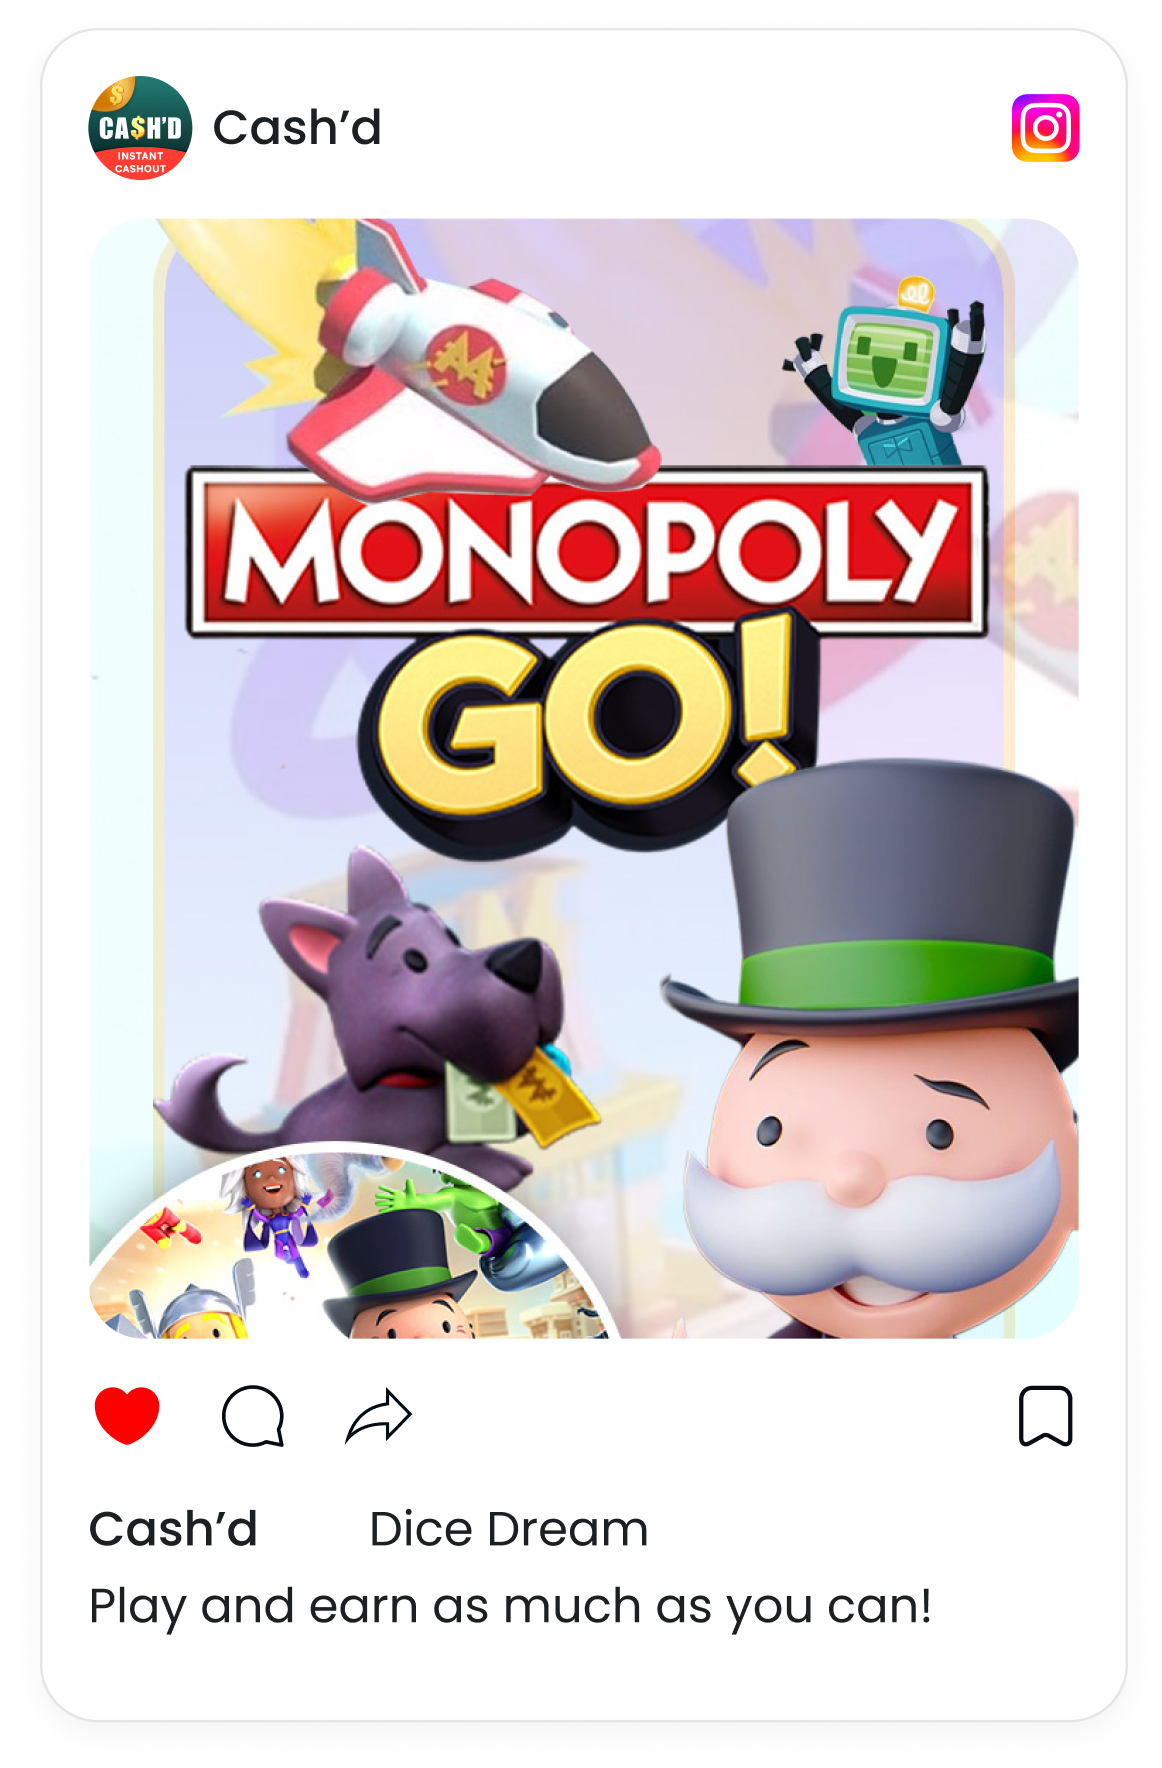 CA$H'D
INSTANT
CASHOUT
Cash’d
MONOPOLY
GO!
Cash’d Dice Dream
Play and earn as much as you can!